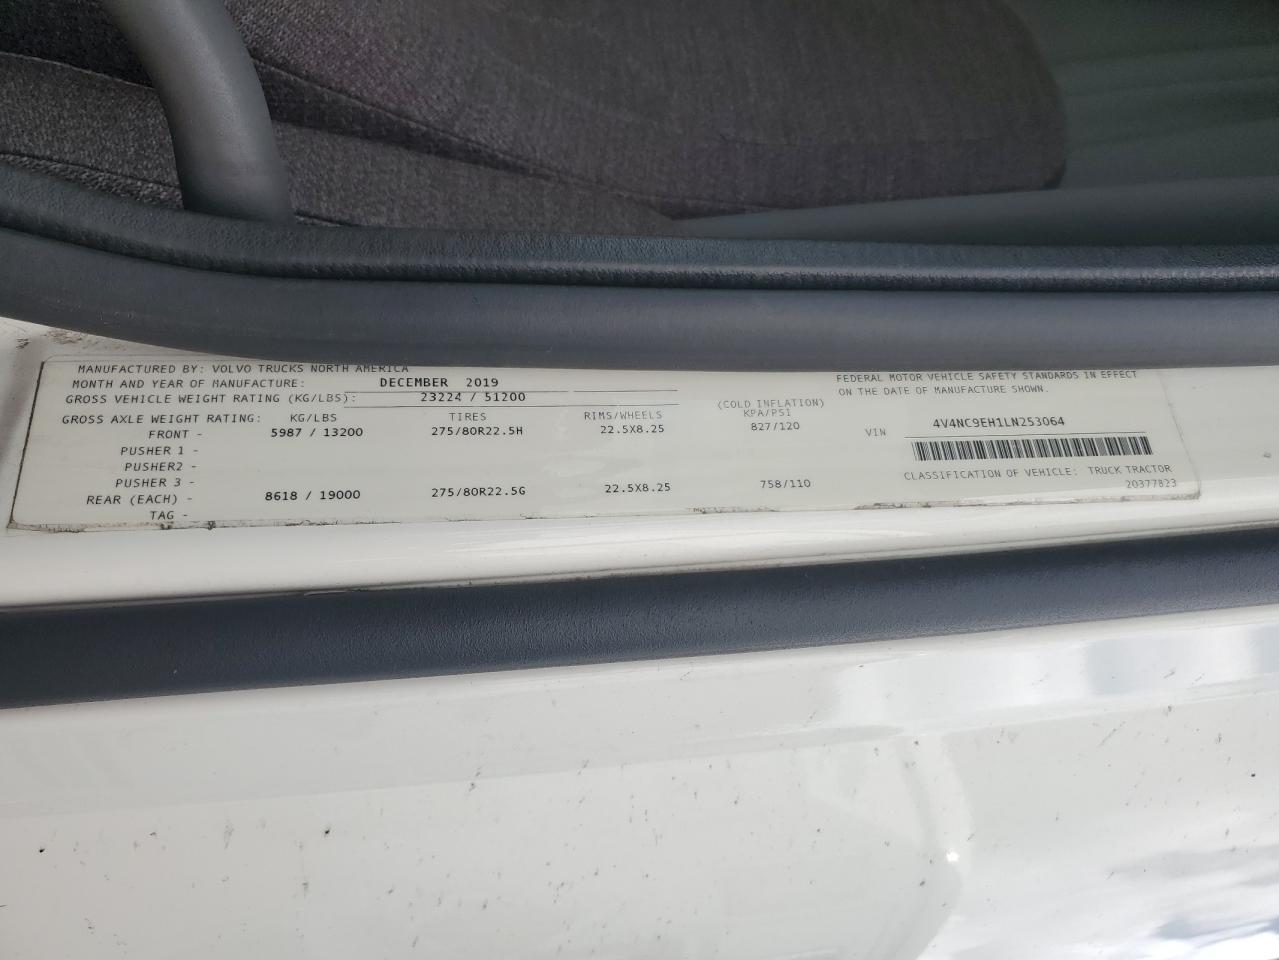 MANUFACTURED BY: VOLVO TRUCKS NORTH AMERICA
MONTH AND YEAR OF MANUFACTURE: DECEMBER 2019
GROSS VEHICLE WEIGHT RATING (KG/LBS): 23224 / 51200
GROSS AXLE WEIGHT RATING: KG/LBS TIRES RIMS/WHEELS (COLD INFLATION) KPA/PSI
FRONT - 5987 / 13200 275/80R22.5H 22.5X8.25 827/120
PUSHER 1 -
PUSHER2 -
PUSHER 3 -
REAR (EACH) - 8618 / 19000 275/80R22.5G 22.5X8.25 758/110
TAG -
FEDERAL MOTOR VEHICLE SAFETY STANDARDS IN EFFECT
ON THE DATE OF MANUFACTURE SHOWN.
VIN 4V4NC9EH1LN253064
CLASSIFICATION OF VEHICLE: TRUCK TRACTOR
20377823